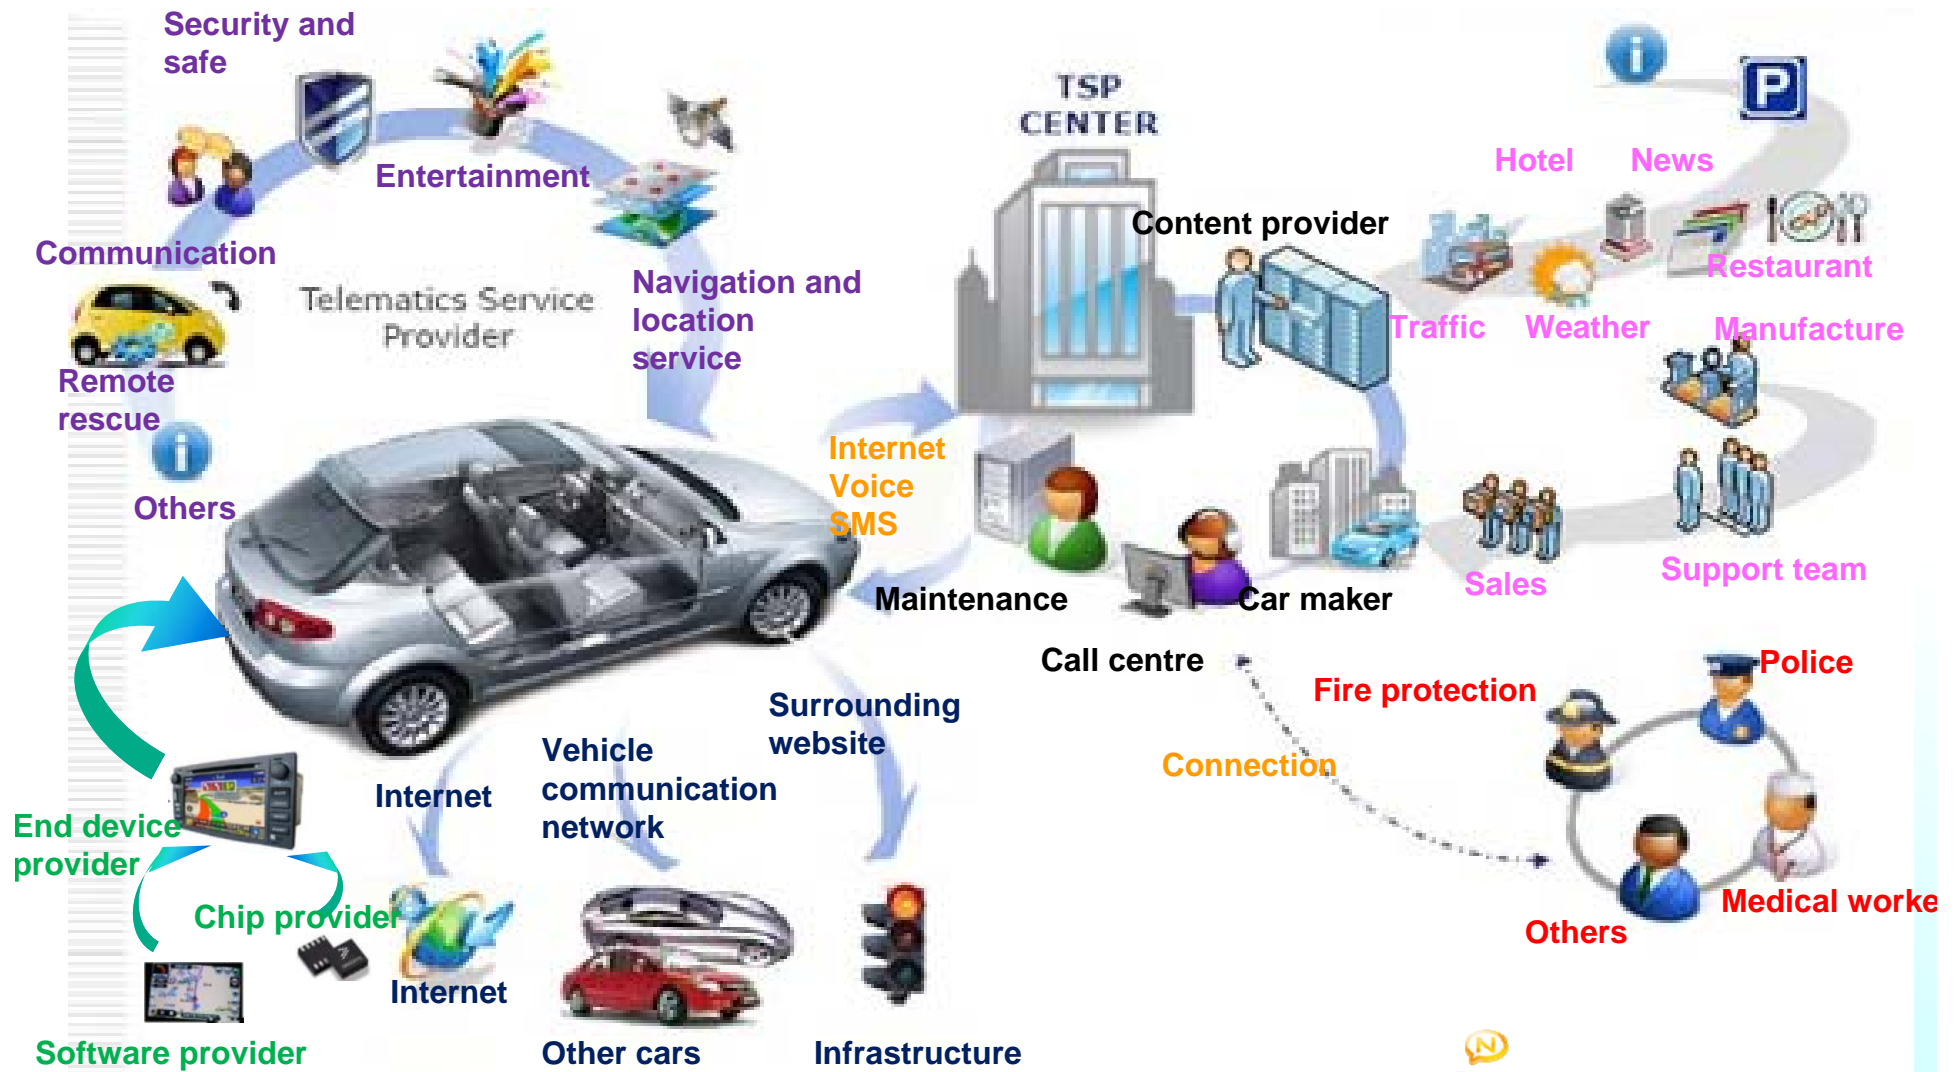 Security and
safe
Entertainment
Communication
Telematics Service
Provider
Navigation and
location
service
Remote
rescue
Others
TSP
CENTER
Content provider
Hotel
News
P
Restaurant
Traffic
Weather
Manufacture
Internet
Voice
SMS
Maintenance
Car maker
Call centre
Sales
Support team
Police
Fire protection
Connection
Medical worke
Others
Surrounding
website
Vehicle
communication
network
Internet
End device
provider
Chip provider
Internet
Software provider
Other cars
Infrastructure
N